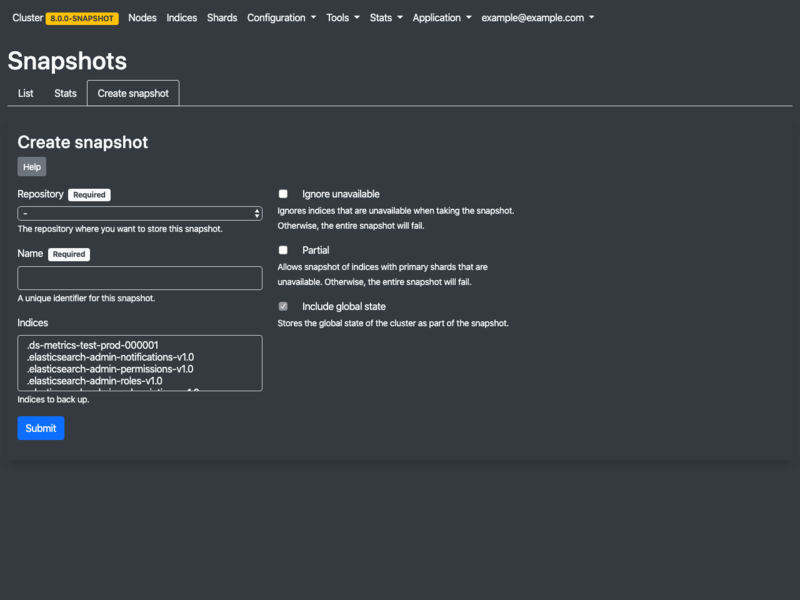 Cluster 8.0.0-SNAPSHOT Nodes Indices Shards Configuration Tools Stats Application example@example.com
Snapshots
List Stats Create snapshot
Create snapshot
Help
Repository Required
-
The repository where you want to store this snapshot.
Name Required
A unique identifier for this snapshot.
Indices
.ds-metrics-test-prod-000001
.elasticsearch-admin-notifications-v1.0
.elasticsearch-admin-permissions-v1.0
.elasticsearch-admin-roles-v1.0
Indices to back up.
Submit
Ignore unavailable
Ignores indices that are unavailable when taking the snapshot.
Otherwise, the entire snapshot will fail.
Partial
Allows snapshot of indices with primary shards that are
unavailable. Otherwise, the entire snapshot will fail.
Include global state
Stores the global state of the cluster as part of the snapshot.